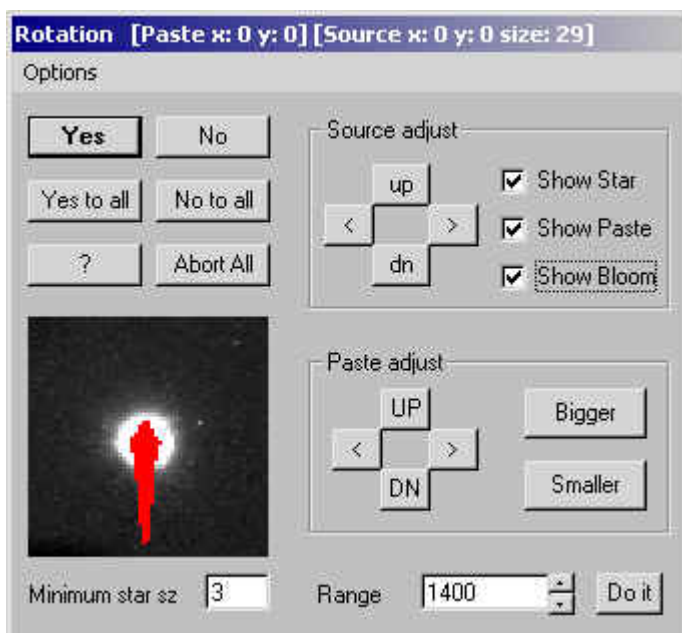 Rotation [Paste x: 0 y: 0] [Source x: 0 y: 0 size: 29]
Options
Yes
No
Yes to all
No to all
?
Abort All
Source adjust
up
<
>
dn
Show Star
Show Paste
Show Bloom
Paste adjust
UP
<
>
DN
Bigger
Smaller
Minimum star sz
3
Range
1400
Do it